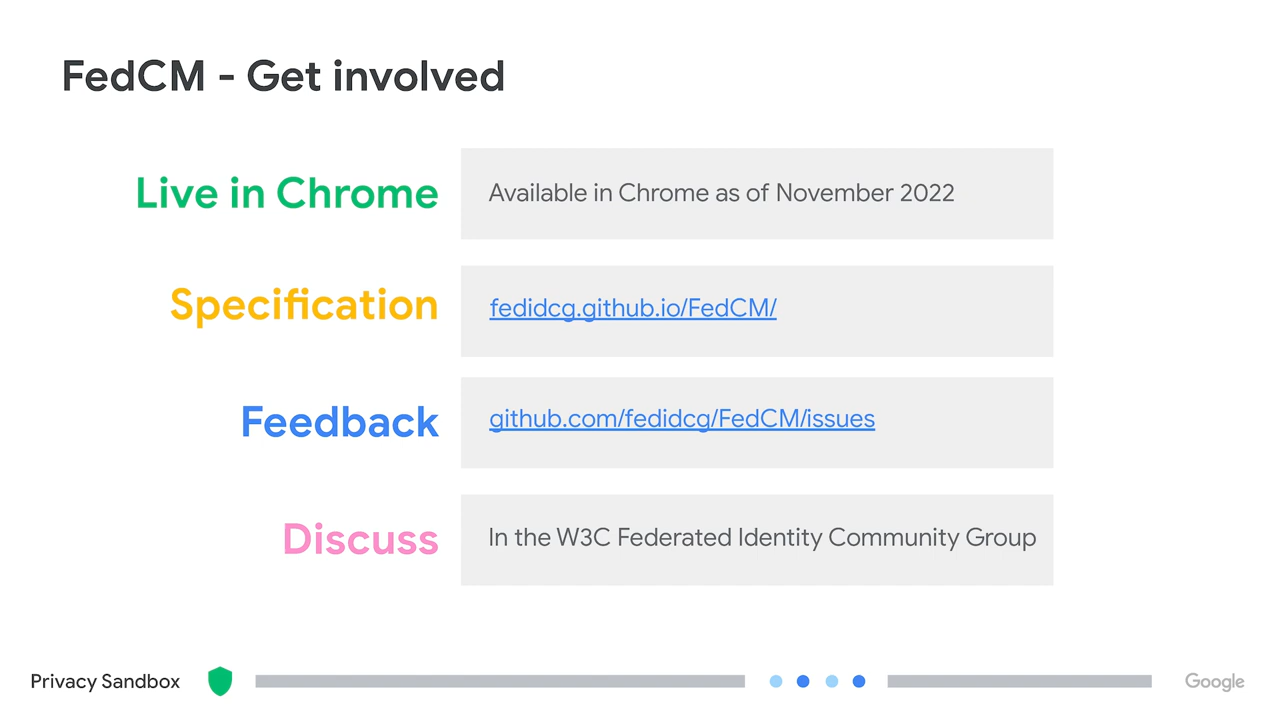 FedCM - Get involved
Live in Chrome
Available in Chrome as of November 2022
Specification
fedidcg.github.io/FedCM/
Feedback
github.com/fedidcg/FedCM/issues
Discuss
In the W3C Federated Identity Community Group
Privacy Sandbox
Google